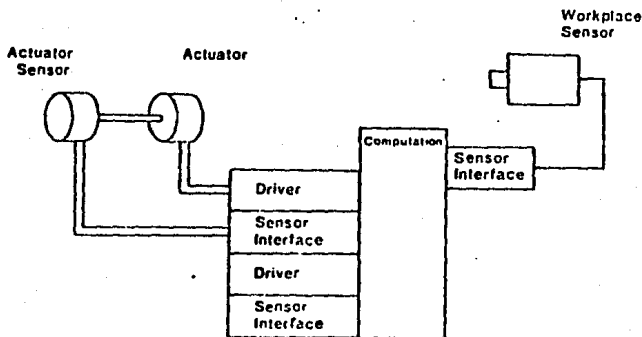 Workplace
Sensor
Actuator
Sensor
Actuator
Computation
Sensor
Interface
Driver
Sensor
Interface
Driver
Sensor
Interface